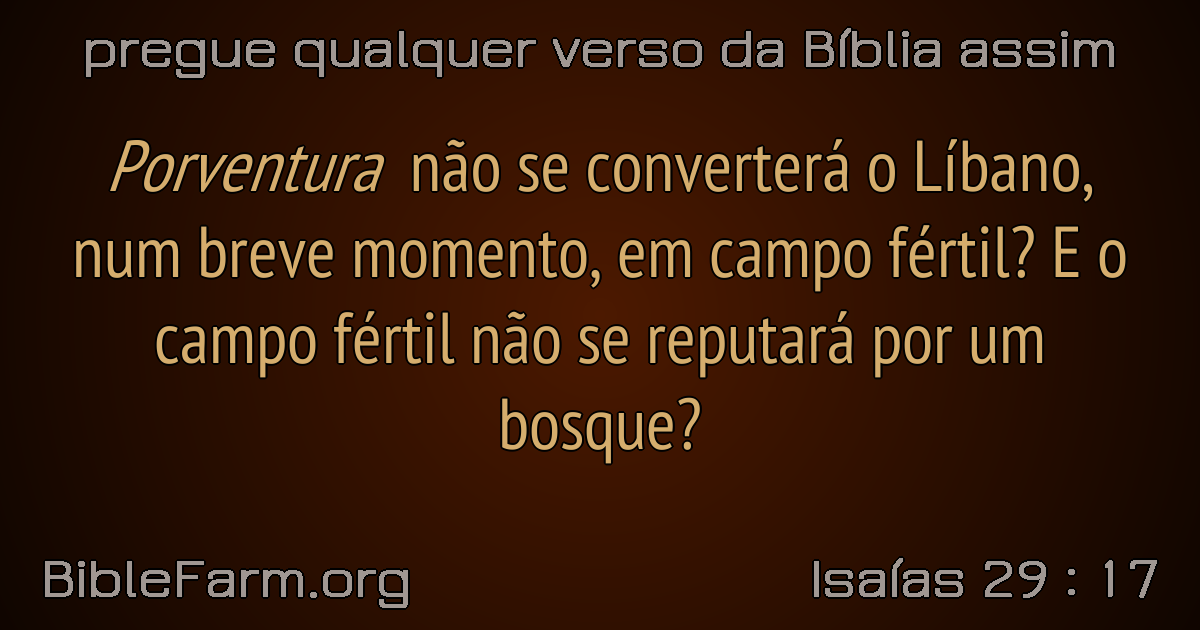 pregue qualquer verso da Bíblia assim
Porventura não se converterá o Líbano,
num breve momento, em campo fértil? E o
campo fértil não se reputará por um
bosque?
BibleFarm.org
Isaías 29 : 17